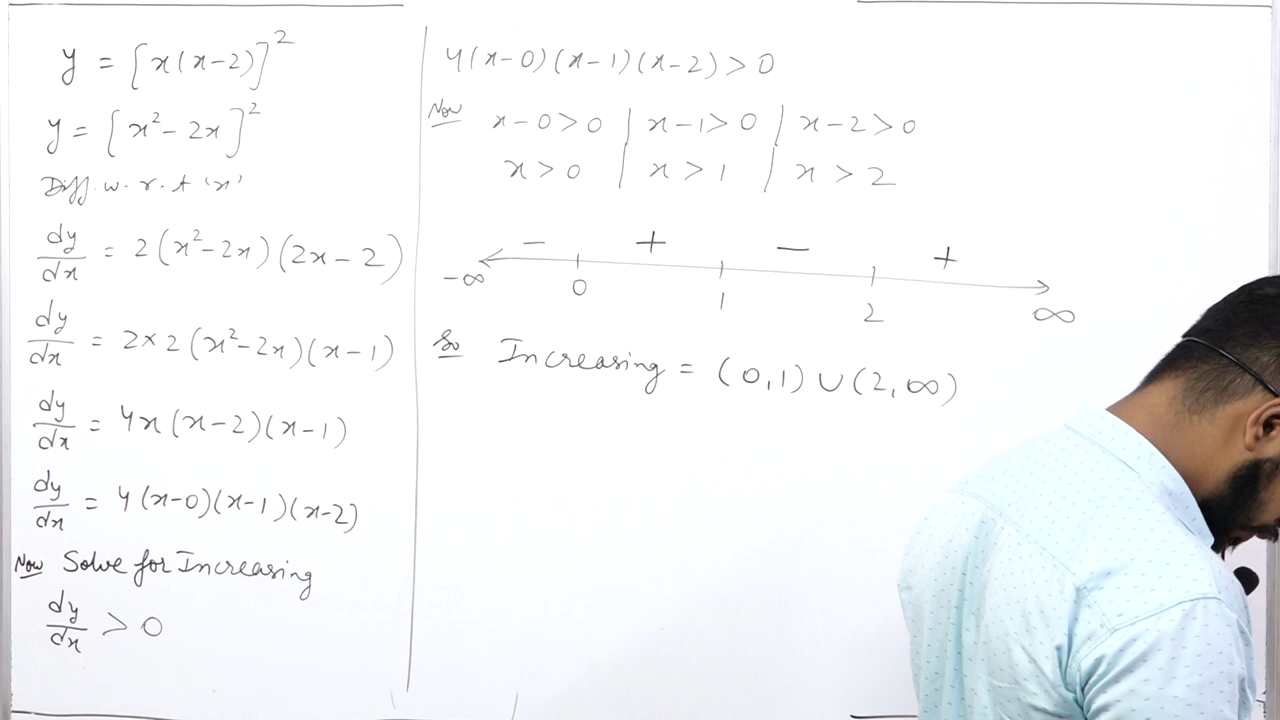 y = [x(x-2)]²
y = [x² - 2x]²
Diff. w. r. t 'x'
dy/dx = 2(x²-2x)(2x-2)
dy/dx = 2×2(x²-2x)(x-1)
dy/dx = 4x(x-2)(x-1)
dy/dx = 4(x-0)(x-1)(x-2)
Now Solve for Increasing
dy/dx > 0
4(x-0)(x-1)(x-2) > 0
Now x-0>0 | x-1>0 | x-2>0
x>0 | x>1 | x>2
- + - +
-∞ 0 1 2 ∞
So Increasing = (0,1) ∪ (2,∞)